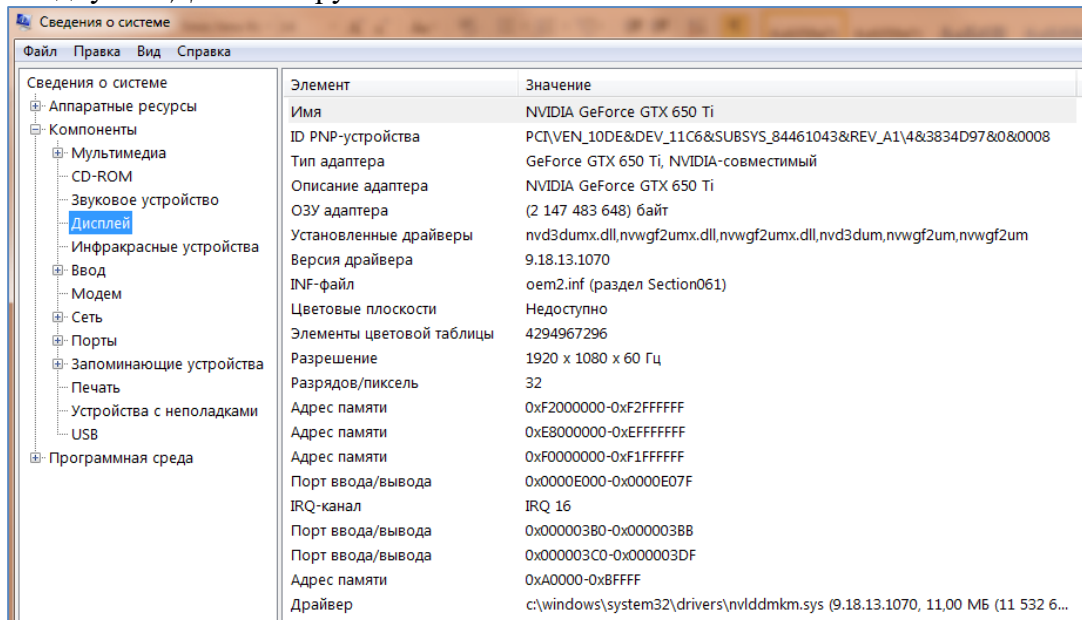 Сведения о системе
Файл Правка Вид Справка
Сведения о системе
Аппаратные ресурсы
Компоненты
Мультимедиа
CD-ROM
Звуковое устройство
Дисплей
Инфракрасные устройства
Ввод
Модем
Сеть
Порты
Запоминающие устройства
Печать
Устройства с неполадками
USB
Программная среда
Элемент Значение
Имя NVIDIA GeForce GTX 650 Ti
ID PNP-устройства PCI\VEN_10DE&DEV_11C6&SUBSYS_84461043&REV_A1\4&3834D97&0&0008
Тип адаптера GeForce GTX 650 Ti, NVIDIA-совместимый
Описание адаптера NVIDIA GeForce GTX 650 Ti
ОЗУ адаптера (2 147 483 648) байт
Установленные драйверы nvd3dumx.dll,nvwgf2umx.dll,nvwgf2umx.dll,nvd3dum,nvwgf2um,nvwgf2um
Версия драйвера 9.18.13.1070
INF-файл oem2.inf (раздел Section061)
Цветовые плоскости Недоступно
Элементы цветовой таблицы 4294967296
Разрешение 1920 x 1080 x 60 Гц
Разрядов/пиксель 32
Адрес памяти 0xF2000000-0xF2FFFFFF
Адрес памяти 0xE8000000-0xEFFFFFFF
Адрес памяти 0xF0000000-0xF1FFFFFF
Порт ввода/вывода 0x0000E000-0x0000E07F
IRQ-канал IRQ 16
Порт ввода/вывода 0x000003B0-0x000003BB
Порт ввода/вывода 0x000003C0-0x000003DF
Адрес памяти 0xA0000-0xBFFFF
Драйвер c:\windows\system32\drivers\nvlddmkm.sys (9.18.13.1070, 11,00 МБ (11 532 6...